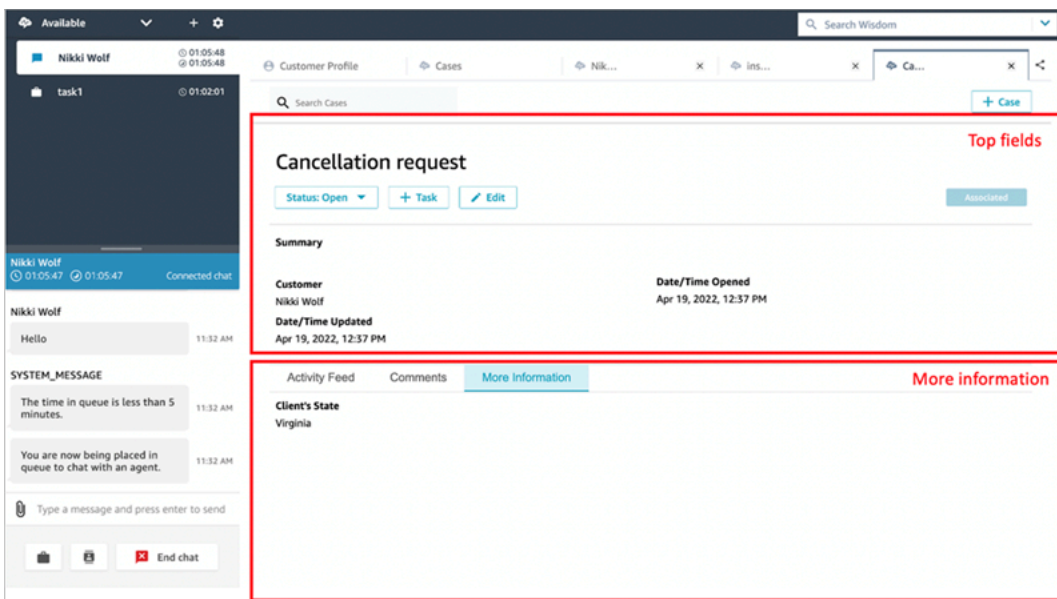 Available
Search Wisdom
Nikki Wolf
01:05:48
01:05:48
task1
01:02:01
Customer Profile
Cases
Nik...
ins...
Ca...
Search Cases
+ Case
Top fields
Cancellation request
Status: Open
+ Task
Edit
Associated
Summary
Customer
Nikki Wolf
Date/Time Opened
Apr 19, 2022, 12:37 PM
Date/Time Updated
Apr 19, 2022, 12:37 PM
Nikki Wolf
01:05:47 01:05:47 Connected chat
Nikki Wolf
Hello
11:32 AM
SYSTEM_MESSAGE
The time in queue is less than 5
minutes.
11:32 AM
You are now being placed in
queue to chat with an agent.
11:32 AM
Type a message and press enter to send
End chat
Activity Feed
Comments
More Information
More information
Client's State
Virginia